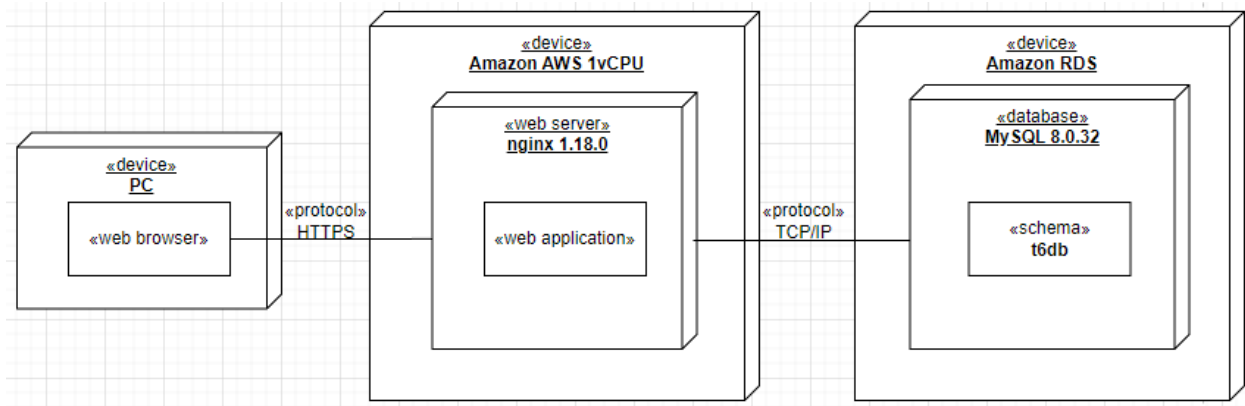 «device»
PC
«web browser»
«protocol»
HTTPS
«device»
Amazon AWS 1vCPU
«web server»
nginx 1.18.0
«web application»
«protocol»
TCP/IP
«device»
Amazon RDS
«database»
MySQL 8.0.32
«schema»
t6db